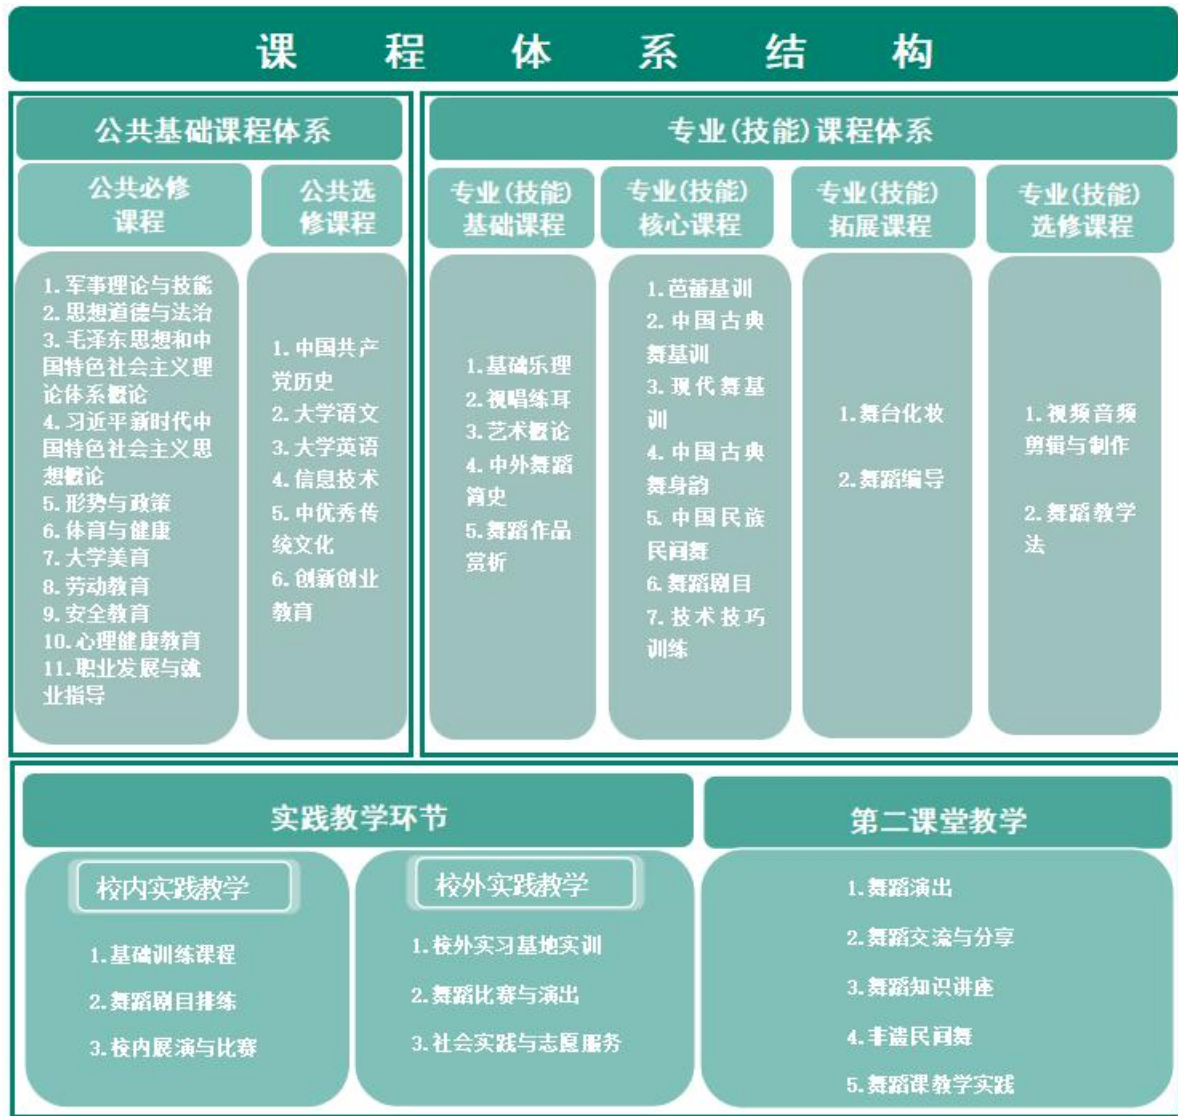 课程体系结构
公共基础课程体系
公共必修
课程
1.军事理论与技能
2.思想道德与法治
3.毛泽东思想和中
国特色社会主义理
论体系概论
4.习近平新时代中
国特色社会主义思
想概论
5.形势与政策
6.体育与健康
7.大学美育
8.劳动教育
9.安全教育
10.心理健康教育
11.职业发展与就
业指导
公共选
修课程
1.中国共产
党历史
2.大学语文
3.大学英语
4.信息技术
5.中优秀传
统文化
6.创新创业
教育
专业(技能)课程体系
专业(技能)
基础课程
1.基础乐理
2.视唱练耳
3.艺术概论
4.中外舞蹈
简史
5.舞蹈作品
赏析
专业(技能)
核心课程
1.芭蕾基训
2.中国古典
舞基训
3.现代舞基
训
4.中国古典
舞身韵
5.中国民族
民间舞
6.舞蹈剧目
7.技术技巧
训练
专业(技能)
拓展课程
1.舞台化妆
2.舞蹈编导
专业(技能)
选修课程
1.视频音频
剪辑与制作
2.舞蹈教学
法
实践教学环节
校内实践教学
1.基础训练课程
2.舞蹈剧目排练
3.校内展演与比赛
校外实践教学
1.校外实习基地实训
2.舞蹈比赛与演出
3.社会实践与志愿服务
第二课堂教学
1.舞蹈演出
2.舞蹈交流与分享
3.舞蹈知识讲座
4.非遗民间舞
5.舞蹈课教学实践